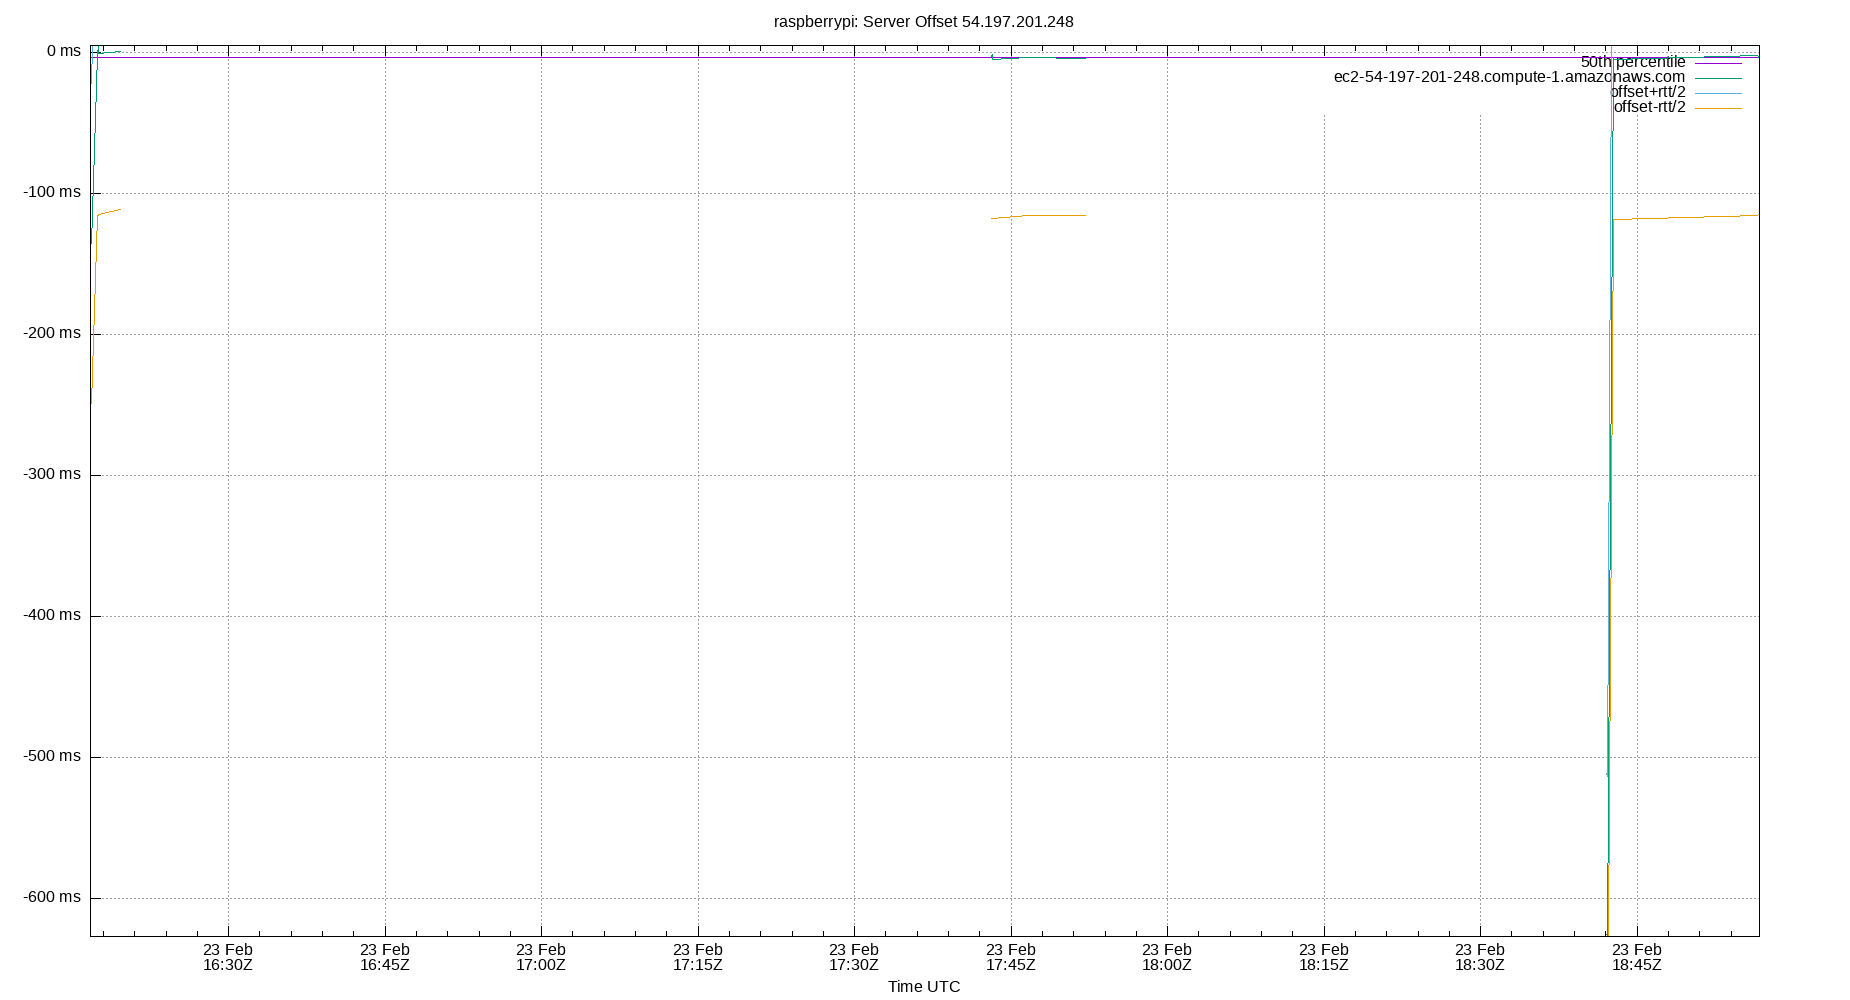 raspberrypi: Server Offset 54.197.201.248
0 ms
-100 ms
-200 ms
-300 ms
-400 ms
-500 ms
-600 ms
50th percentile
ec2-54-197-201-248.compute-1.amazonaws.com
offset+rtt/2
offset-rtt/2
23 Feb 23 Feb 23 Feb 23 Feb 23 Feb 23 Feb 23 Feb 23 Feb 23 Feb 23 Feb
16:30Z 16:45Z 17:00Z 17:15Z 17:30Z 17:45Z 18:00Z 18:15Z 18:30Z 18:45Z
Time UTC